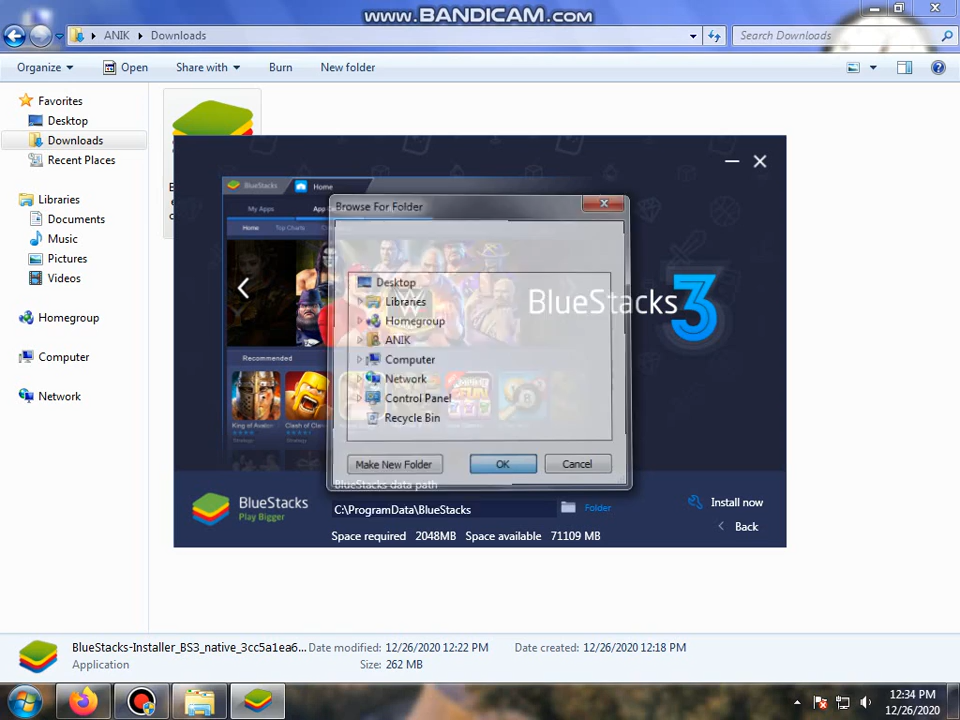 www.BANDICAM.com
ANIK
Downloads
Search Downloads
Organize
Open
Share with
Burn
New folder
Favorites
Desktop
Downloads
Recent Places
Libraries
Documents
Music
Pictures
Videos
Homegroup
Computer
Network
BlueStacks
Home
My Apps
Home
Top Charts
Recommended
King of Avalon
Strategy
Clash of Clan
Strategy
BlueStacks 3
Browse For Folder
Desktop
Libraries
Homegroup
ANIK
Computer
Network
Control Panel
Recycle Bin
Make New Folder
OK
Cancel
BlueStacks data path
BlueStacks
Play Bigger
C:\ProgramData\BlueStacks
Folder
Space required 2048MB Space available 71109 MB
Install now
Back
BlueStacks-Installer_BS3_native_3cc5a1ea6... Date modified: 12/26/2020 12:22 PM Date created: 12/26/2020 12:18 PM
Application Size: 262 MB
12:34 PM
12/26/2020